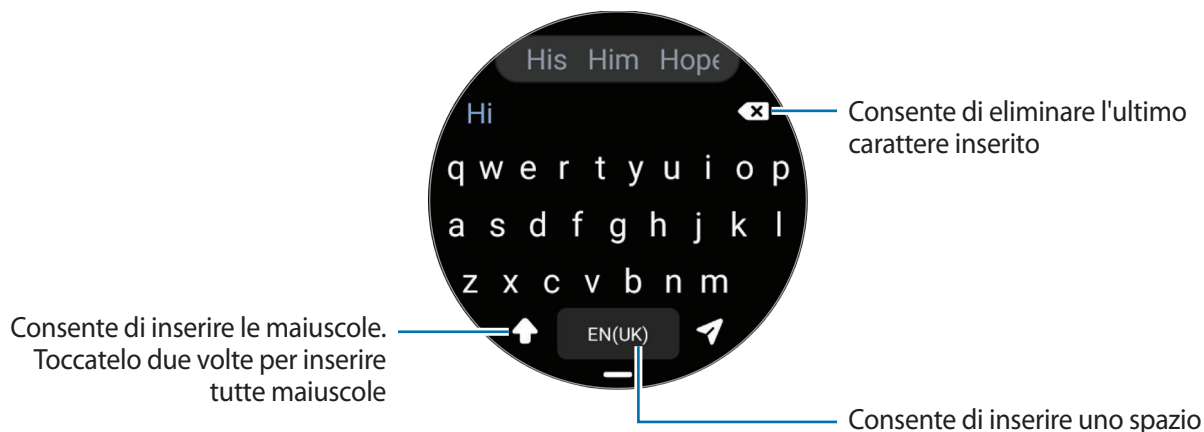 His Him Hope
Hi
Consente di eliminare l'ultimo
carattere inserito
q w e r t y u i o p
a s d f g h j k l
z x c v b n m
Consente di inserire le maiuscole.
Toccatelo due volte per inserire
tutte maiuscole
EN(UK)
Consente di inserire uno spazio